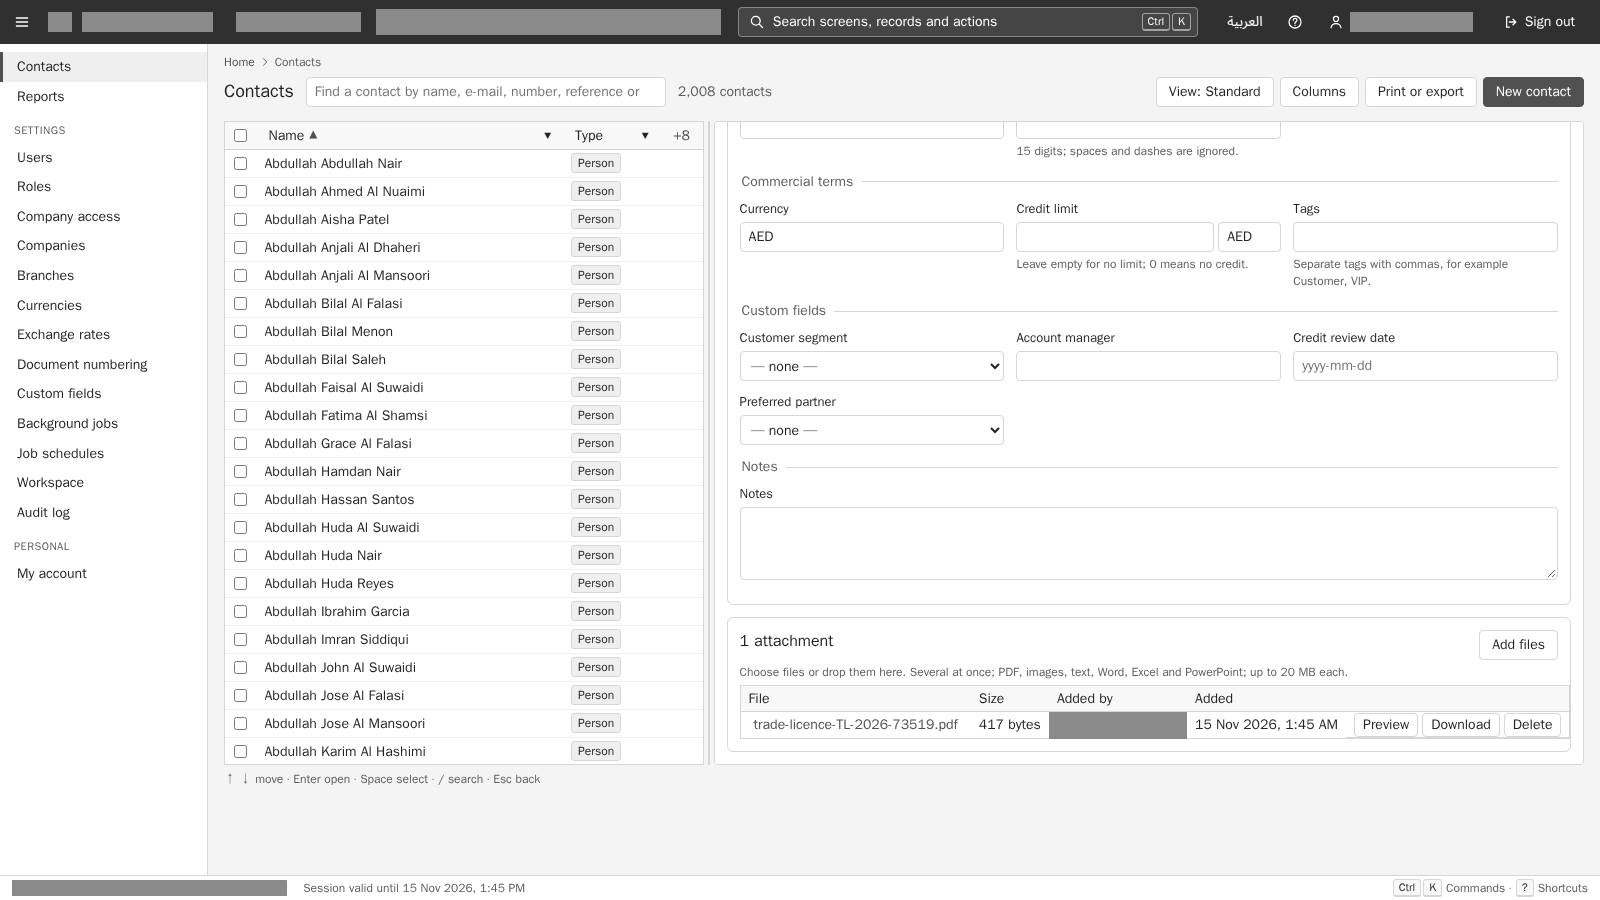 Search screens, records and actions
Ctrl K
العربية
Sign out
Contacts
Reports
SETTINGS
Users
Roles
Company access
Companies
Branches
Currencies
Exchange rates
Document numbering
Custom fields
Background jobs
Job schedules
Workspace
Audit log
PERSONAL
My account
Home > Contacts
Contacts
Find a contact by name, e-mail, number, reference or
2,008 contacts
View: Standard
Columns
Print or export
New contact
Name ▲ ▼ Type ▼ +8
Abdullah Abdullah Nair Person
Abdullah Ahmed Al Nuaimi Person
Abdullah Aisha Patel Person
Abdullah Anjali Al Dhaheri Person
Abdullah Anjali Al Mansoori Person
Abdullah Bilal Al Falasi Person
Abdullah Bilal Menon Person
Abdullah Bilal Saleh Person
Abdullah Faisal Al Suwaidi Person
Abdullah Fatima Al Shamsi Person
Abdullah Grace Al Falasi Person
Abdullah Hamdan Nair Person
Abdullah Hassan Santos Person
Abdullah Huda Al Suwaidi Person
Abdullah Huda Nair Person
Abdullah Huda Reyes Person
Abdullah Ibrahim Garcia Person
Abdullah Imran Siddiqui Person
Abdullah John Al Suwaidi Person
Abdullah Jose Al Falasi Person
Abdullah Jose Al Mansoori Person
Abdullah Karim Al Hashimi Person
↑ ↓ move · Enter open · Space select · / search · Esc back
15 digits; spaces and dashes are ignored.
Commercial terms
Currency Credit limit Tags
AED AED
Leave empty for no limit; 0 means no credit.
Separate tags with commas, for example
Customer, VIP.
Custom fields
Customer segment Account manager Credit review date
— none — yyyy-mm-dd
Preferred partner
— none —
Notes
Notes
1 attachment
Add files
Choose files or drop them here. Several at once; PDF, images, text, Word, Excel and PowerPoint; up to 20 MB each.
File Size Added by Added
trade-licence-TL-2026-73519.pdf 417 bytes 15 Nov 2026, 1:45 AM Preview Download Delete
Session valid until 15 Nov 2026, 1:45 PM
Ctrl K Commands · ? Shortcuts